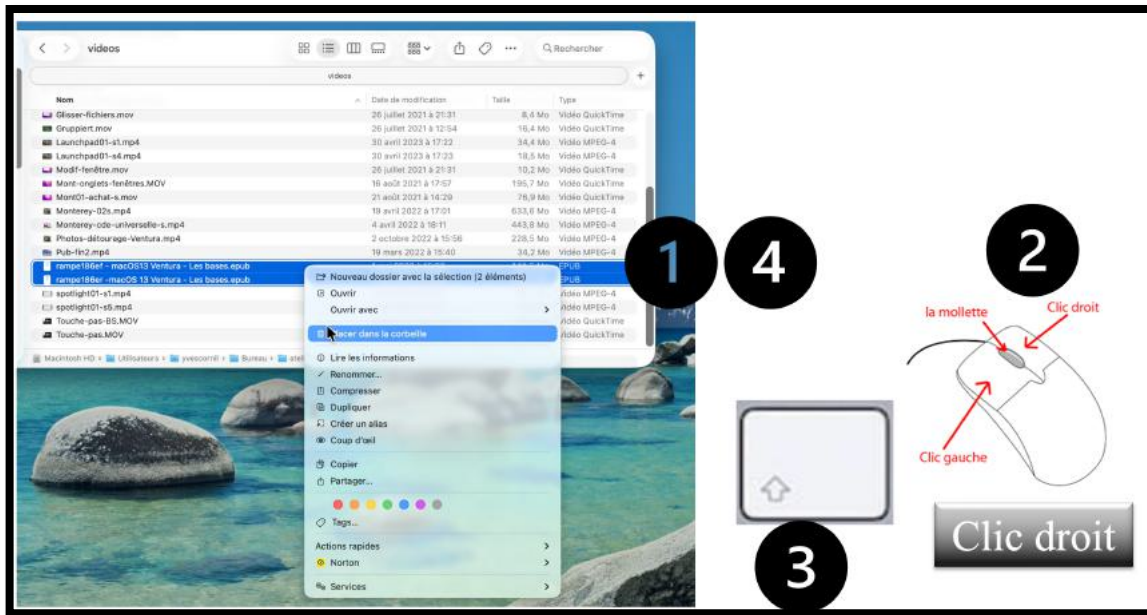 videos
Rechercher
videos
Nom Date de modification Taille Type
Glisser-fichiers.mov 26 juillet 2021 à 21:31 8,4 Mo Vidéo QuickTime
Gruppiert.mov 26 juillet 2021 à 12:54 16,4 Mo Vidéo QuickTime
Launchpad01-s1.mp4 30 avril 2023 à 17:22 34,4 Mo Vidéo MPEG-4
Launchpad01-s4.mp4 30 avril 2023 à 17:23 18,5 Mo Vidéo MPEG-4
Modif-fenêtre.mov 26 juillet 2021 à 21:31 10,2 Mo Vidéo QuickTime
Mont-onglets-fenêtres.MOV 16 août 2021 à 17:57 195,7 Mo Vidéo QuickTime
Mont01-achat-s.mov 21 août 2021 à 14:29 78,9 Mo Vidéo QuickTime
Monterey-02s.mp4 19 avril 2022 à 17:01 633,6 Mo Vidéo MPEG-4
Monterey-cde-universelle-s.mp4 4 avril 2022 à 18:11 443,8 Mo Vidéo MPEG-4
Photos-détourage-Ventura.mp4 2 octobre 2022 à 15:56 228,5 Mo Vidéo MPEG-4
Pub-fin2.mp4 19 mars 2022 à 15:40 34,2 Mo Vidéo MPEG-4
rampe186ef - macOS13 Ventura - Les bases.epub EPUB
rampe186er -macOS 13 Ventura - Les bases.epub EPUB
spotlight01-s1.mp4 Vidéo MPEG-4
spotlight01-s5.mp4 Vidéo MPEG-4
Touche-pas-BS.MOV Vidéo QuickTime
Touche-pas.MOV Vidéo QuickTime
Macintosh HD Utilisateurs yvescornil Bureau
Nouveau dossier avec la sélection (2 éléments)
Ouvrir
Ouvrir avec
Placer dans la corbeille
Lire les informations
Renommer...
Compresser
Dupliquer
Créer un alias
Coup d'œil
Copier
Partager...
Tags...
Actions rapides
Norton
Services
1
4
2
la mollette
Clic droit
Clic gauche
3
Clic droit